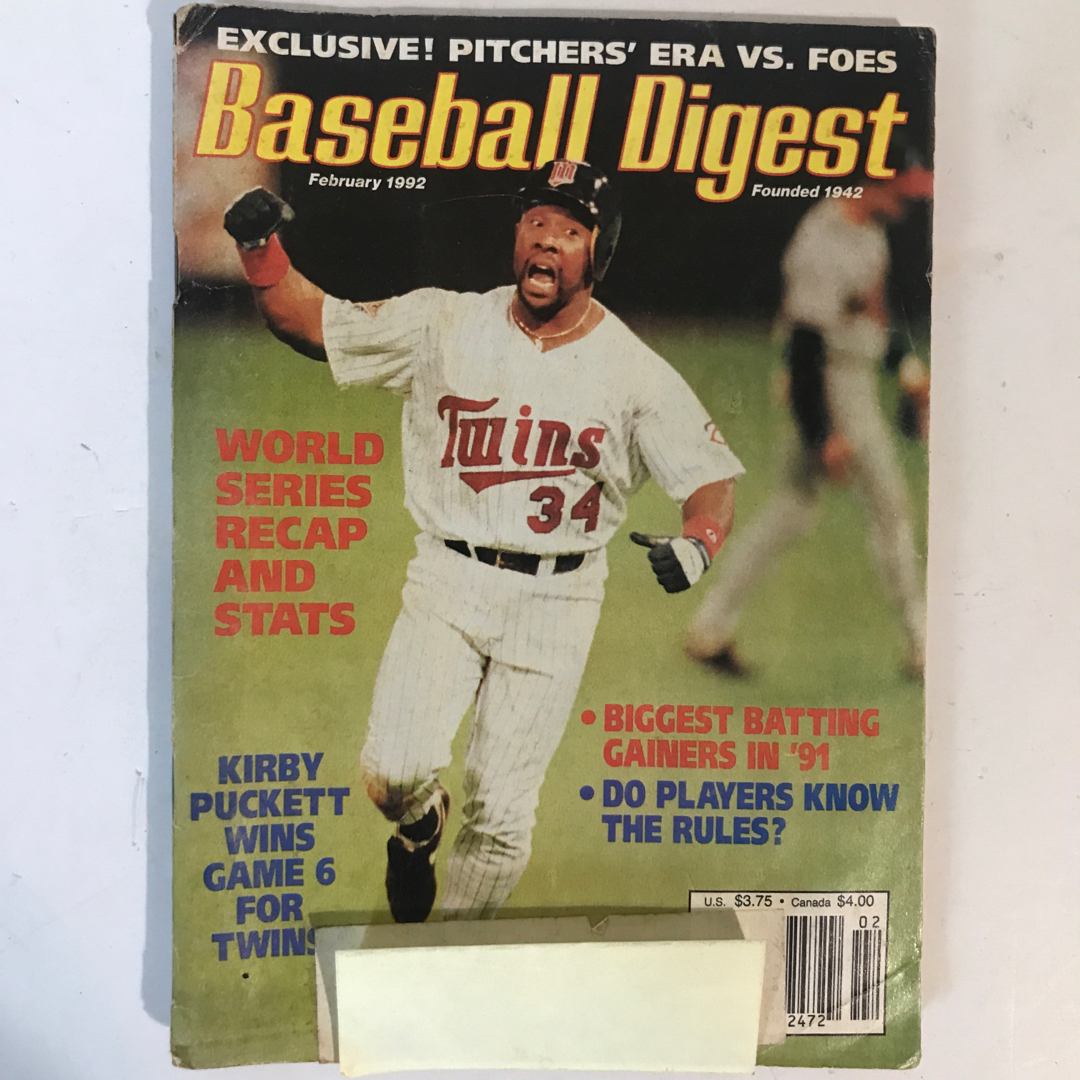 EXCLUSIVE! PITCHERS' ERA VS. FOES
Baseball Digest
February 1992
Founded 1942
Twins
34
WORLD
SERIES
RECAP
AND
STATS
• BIGGEST BATTING
GAINERS IN '91
• DO PLAYERS KNOW
THE RULES?
KIRBY
PUCKETT
WINS
GAME 6
FOR
TWINS
U.S. $3.75 • Canada $4.00
02
2472